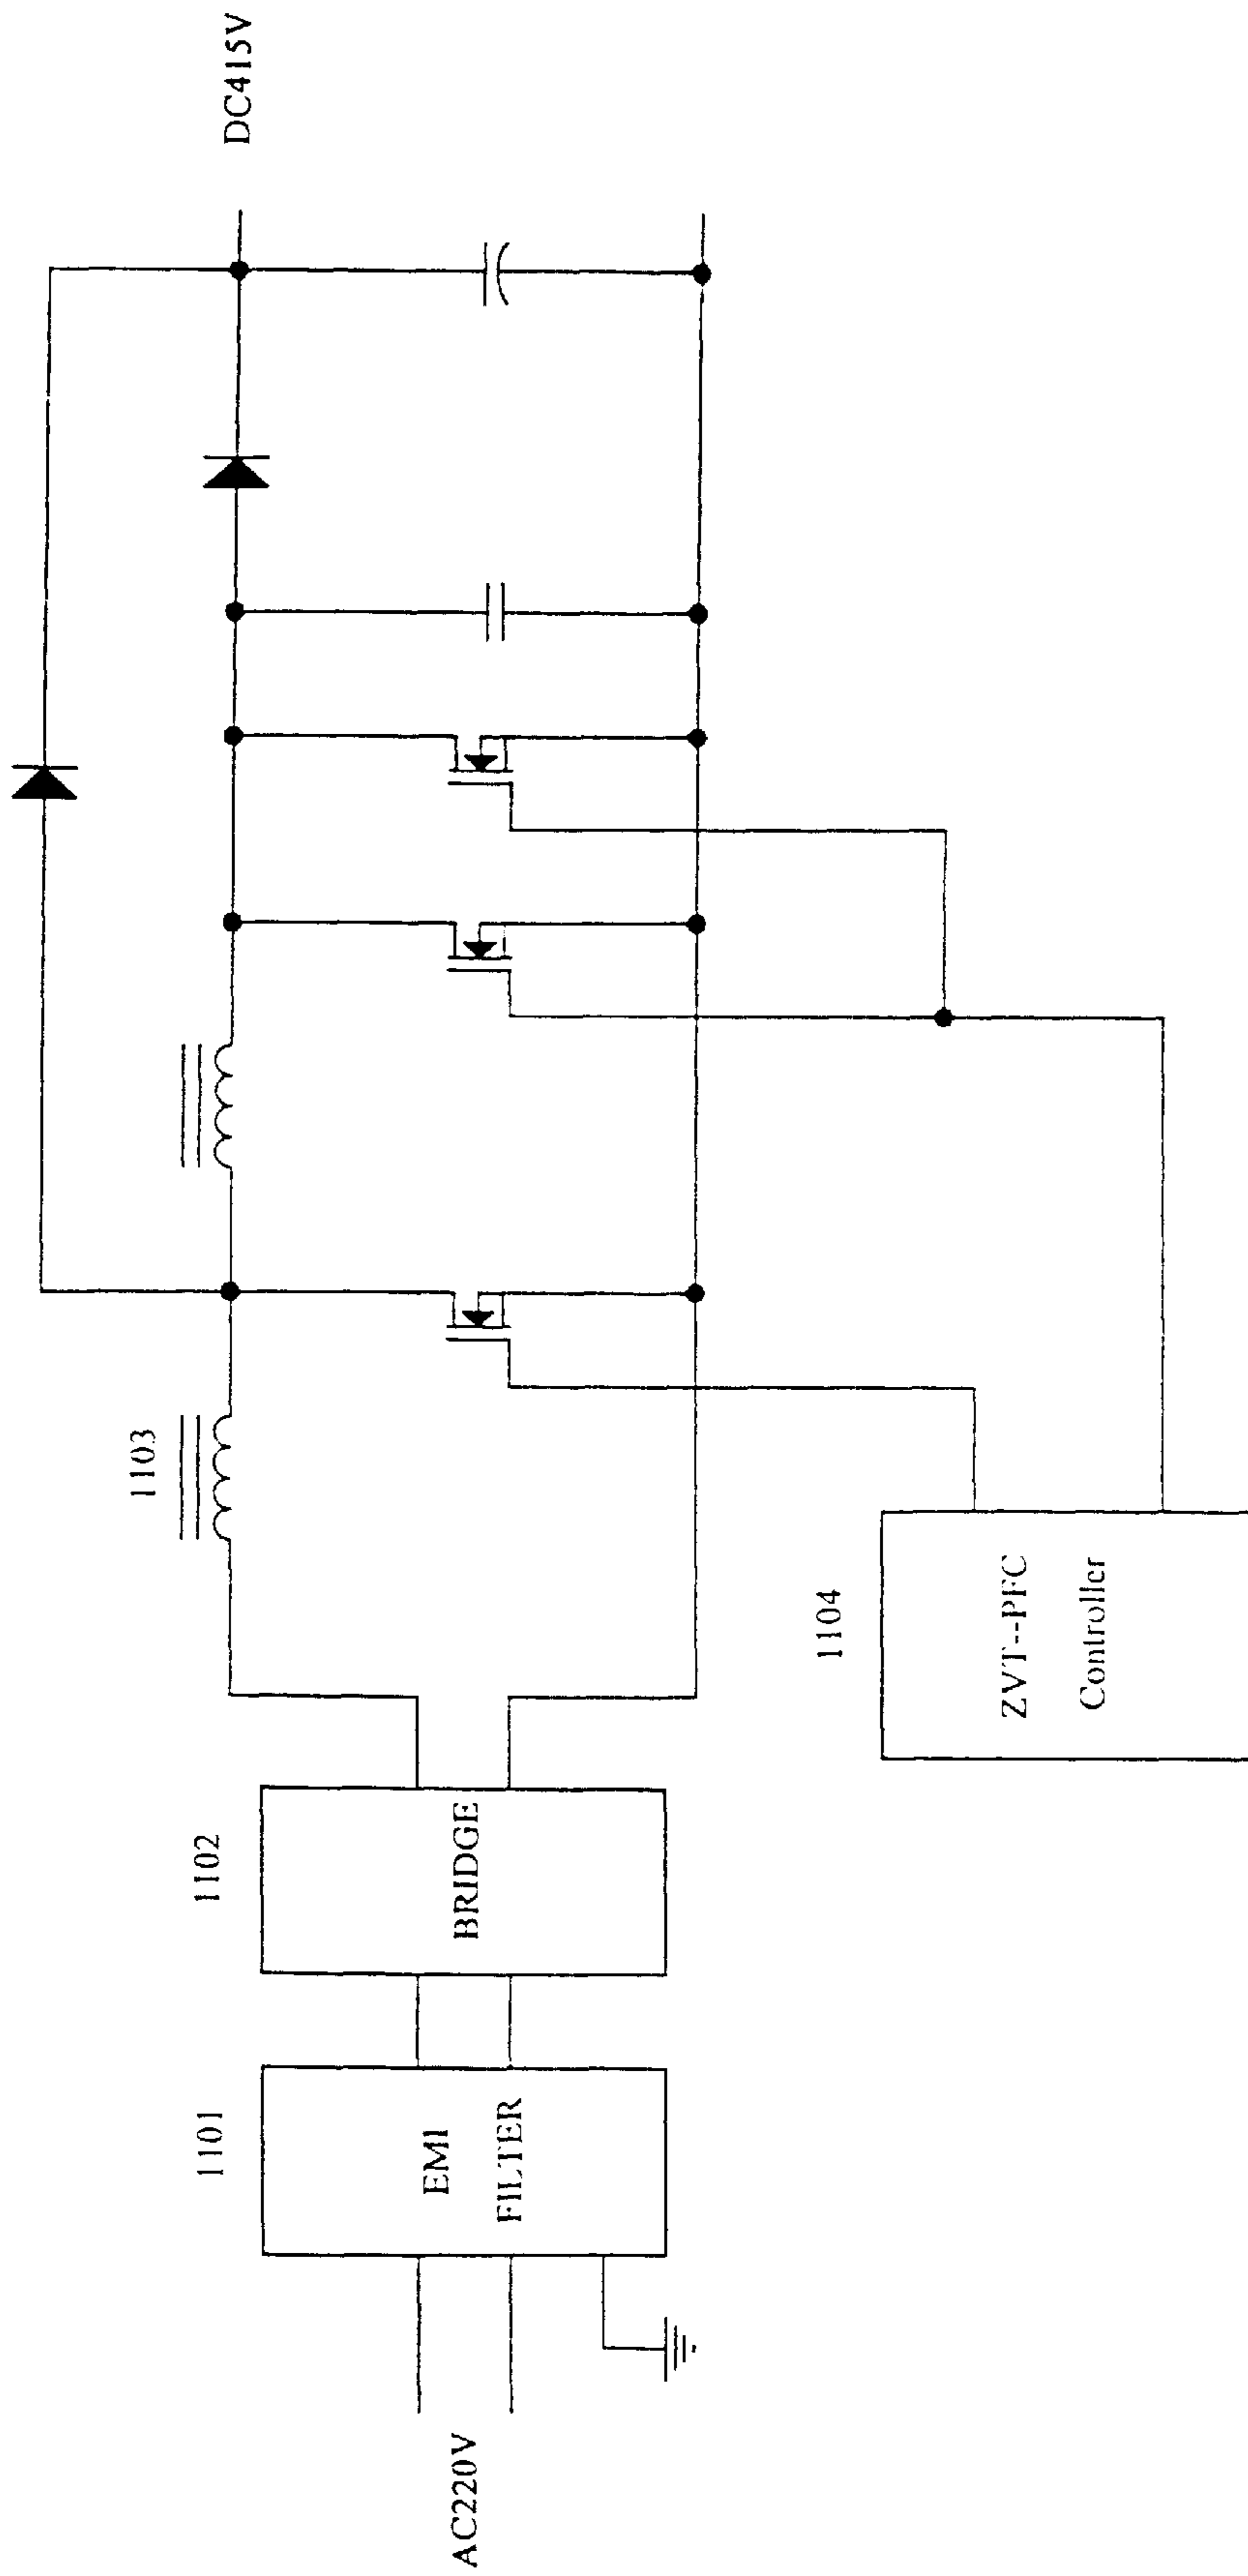 AC220V
1101
EMI
FILTER
1102
BRIDGE
1103
1104
ZVT--PFC
Controller
DC415V